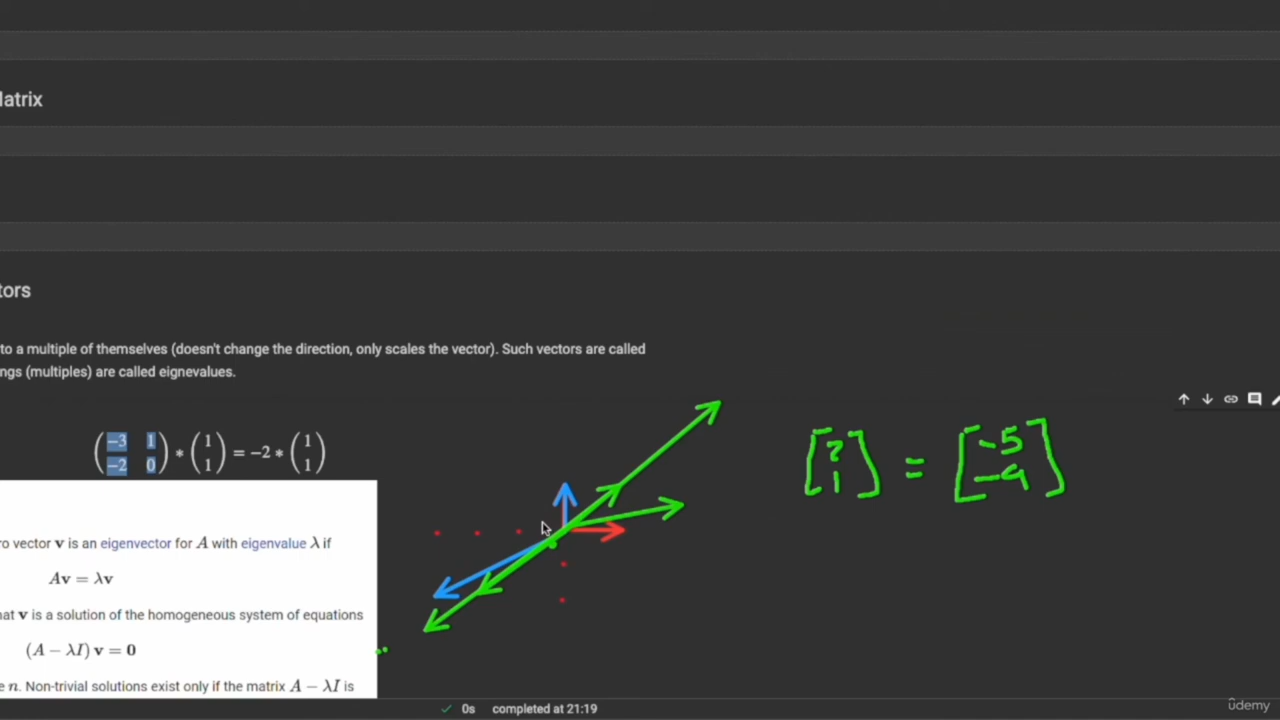 Matrix
tors
to a multiple of themselves (doesn't change the direction, only scales the vector). Such vectors are called
ngs (multiples) are called eignevalues.
(−3 1 −2 0) * (1 1) = −2 * (1 1)
[2 1] = [-5 -4]
ro vector v is an eigenvector for A with eigenvalue λ if
Av = λv
hat v is a solution of the homogeneous system of equations
(A − λI) v = 0
e n. Non-trivial solutions exist only if the matrix A − λI is
0s completed at 21:19
ûdemy